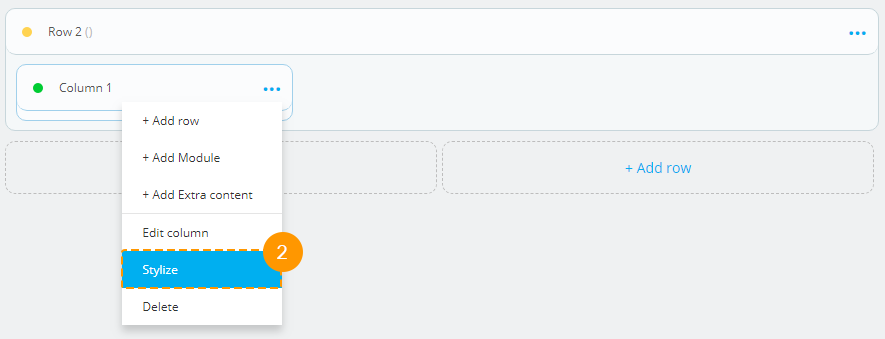 Row 2 ()
Column 1
+ Add row
+ Add Module
+ Add row
+ Add Extra content
Edit column
2
Stylize
Delete